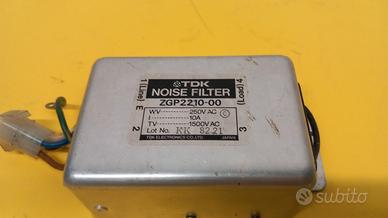 TDK
NOISE FILTER
ZGP2210-00
WV 250V AC
I 10A
TV 1500V AC
Lot No. KK 8221
TDK ELECTRONICS CO.,LTD. JAPAN
1(Line) E 2
(Load)4
3
subito